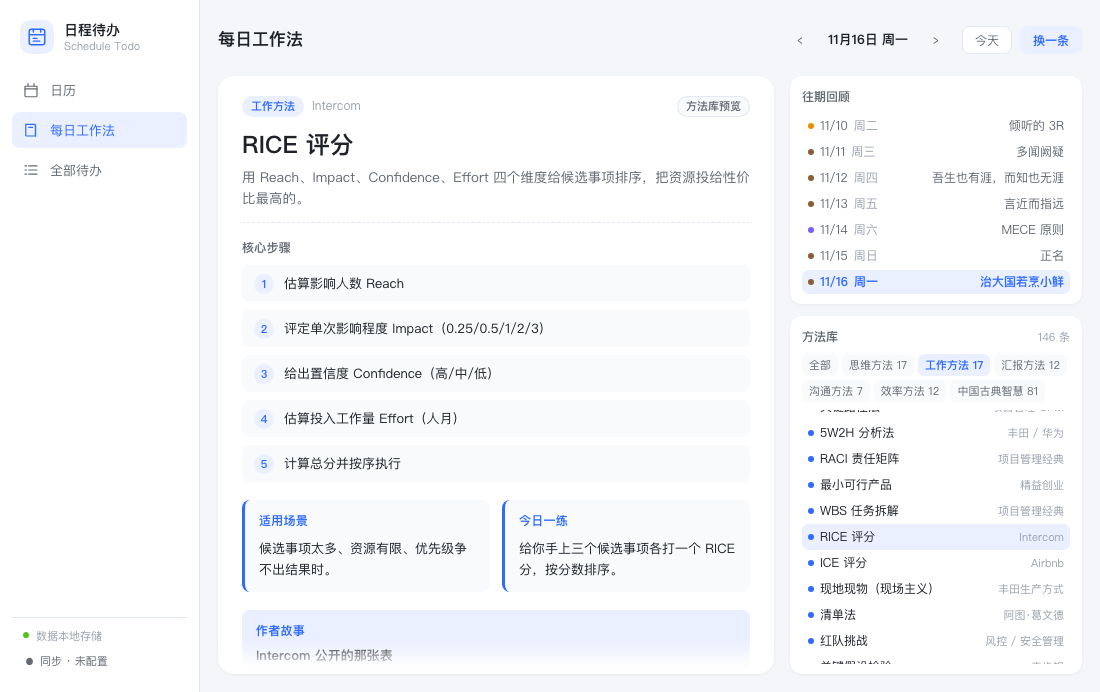 日程待办
Schedule Todo
日历
每日工作法
全部待办
数据本地存储
同步 · 未配置
每日工作法
<
11月16日 周一
>
今天
换一条
工作方法 Intercom
方法库预览
RICE 评分
用 Reach、Impact、Confidence、Effort 四个维度给候选事项排序，把资源投给性价
比最高的。
核心步骤
1 估算影响人数 Reach
2 评定单次影响程度 Impact（0.25/0.5/1/2/3）
3 给出置信度 Confidence（高/中/低）
4 估算投入工作量 Effort（人月）
5 计算总分并按序执行
适用场景
候选事项太多、资源有限、优先级争
不出结果时。
今日一练
给你手上三个候选事项各打一个 RICE
分，按分数排序。
作者故事
Intercom 公开的那张表
往期回顾
11/10 周二 倾听的 3R
11/11 周三 多闻阙疑
11/12 周四 吾生也有涯，而知也无涯
11/13 周五 言近而指远
11/14 周六 MECE 原则
11/15 周日 正名
11/16 周一 治大国若烹小鲜
方法库 146 条
全部 思维方法 17 工作方法 17 汇报方法 12
沟通方法 7 效率方法 12 中国古典智慧 81
5W2H 分析法 丰田 / 华为
RACI 责任矩阵 项目管理经典
最小可行产品 精益创业
WBS 任务拆解 项目管理经典
RICE 评分 Intercom
ICE 评分 Airbnb
现地现物（现场主义） 丰田生产方式
清单法 阿图·葛文德
红队挑战 风控 / 安全管理